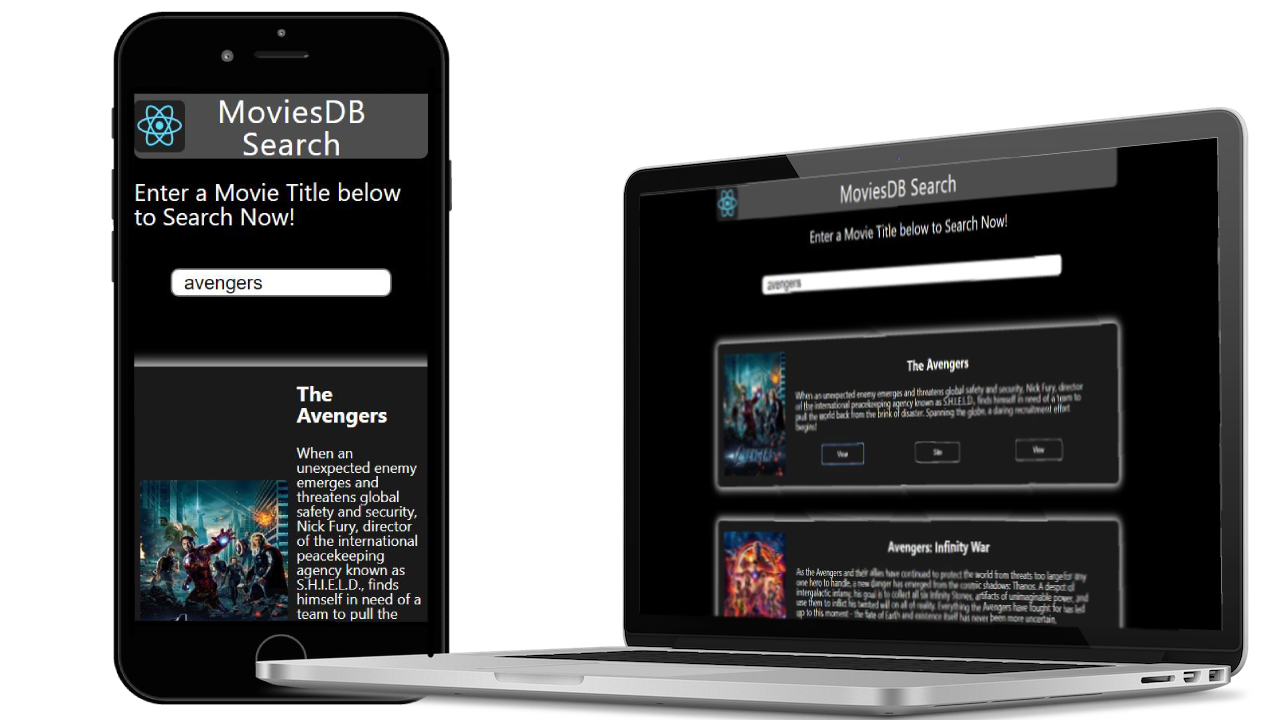 MoviesDB
Search
Enter a Movie Title below
to Search Now!
avengers
The
Avengers
When an
unexpected enemy
emerges and
threatens global
safety and security,
Nick Fury, director
of the international
peacekeeping
agency known as
S.H.I.E.L.D., finds
himself in need of a
team to pull the
MoviesDB Search
Enter a Movie Title below to Search Now!
avengers
The Avengers
When an unexpected enemy emerges and threatens global safety and security, Nick Fury, director
of the international peacekeeping agency known as S.H.I.E.L.D., finds himself in need of a team to
pull the world back from the brink of disaster. Spanning the globe, a daring recruitment effort
begins!
View
Site
View
Avengers: Infinity War
As the Avengers and their allies have continued to protect the world from threats too large for any
one hero to handle, a new danger has emerged from the cosmic shadows: Thanos. A despot of
intergalactic infamy, his goal is to collect all six Infinity Stones, artifacts of unimaginable power, and
use them to inflict his twisted will on all of reality. Everything the Avengers have fought for has led
up to this moment - the fate of Earth and existence itself has never been more uncertain.